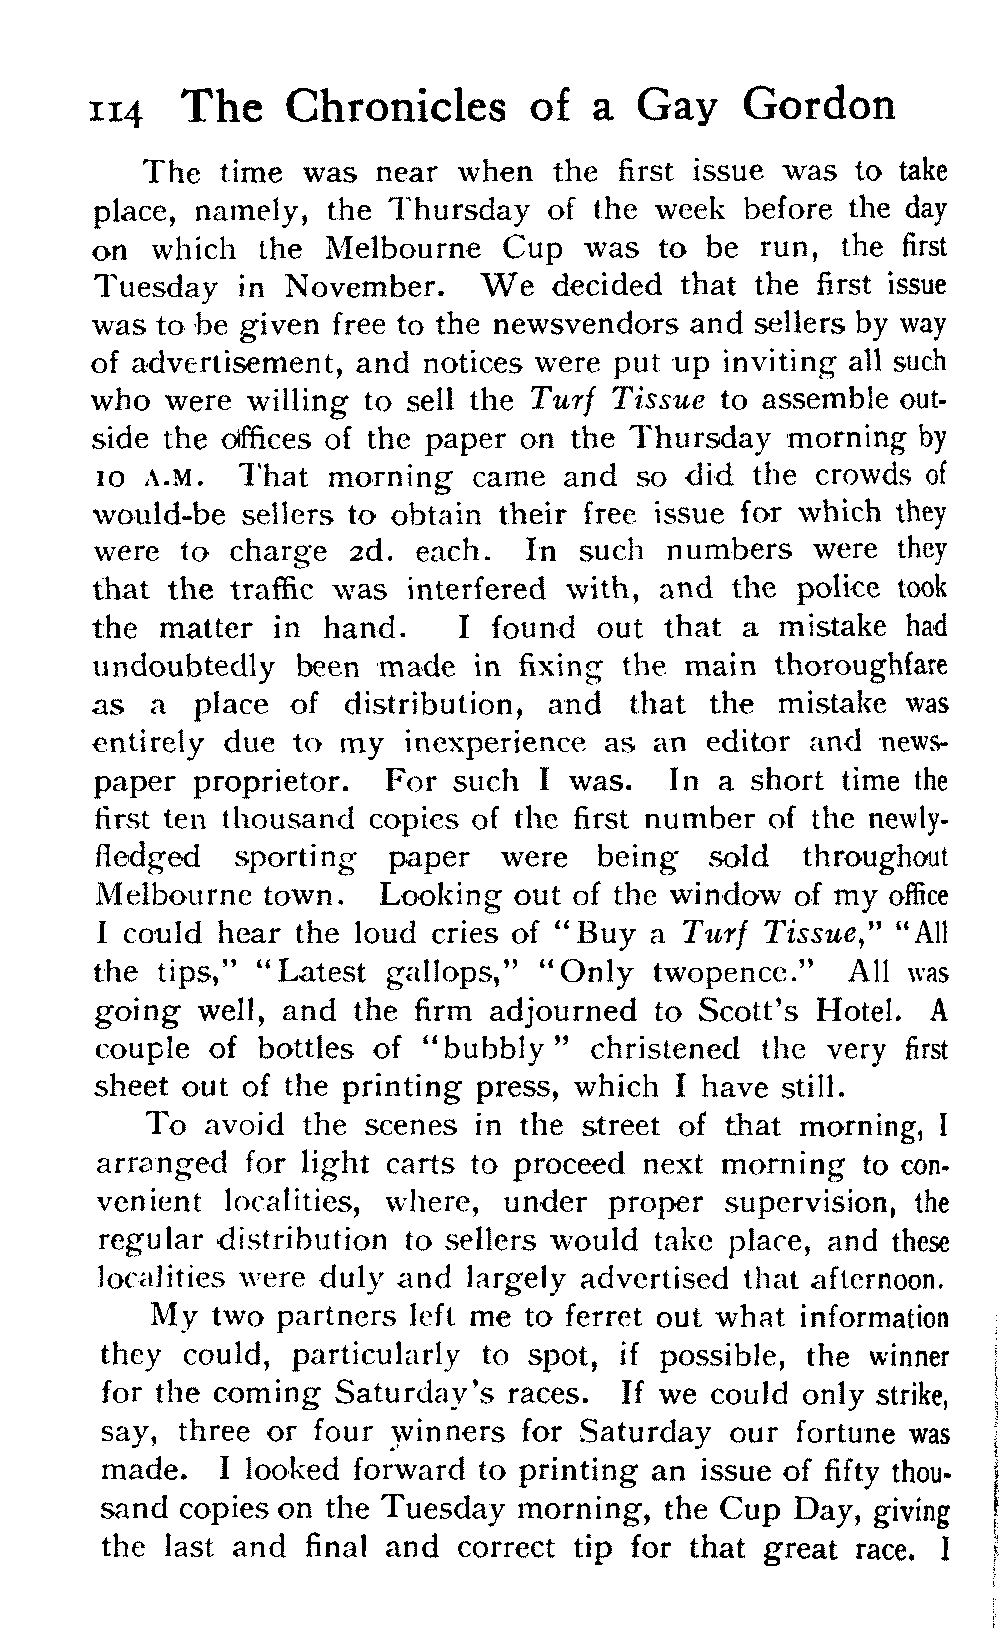 114 The Chronicles of a Gay Gordon
The time was near when the first issue was to take
place, namely, the Thursday of the week before the day
on which the Melbourne Cup was to be run, the first
Tuesday in November. We decided that the first issue
was to be given free to the newsvendors and sellers by way
of advertisement, and notices were put up inviting all such
who were willing to sell the Turf Tissue to assemble out-
side the offices of the paper on the Thursday morning by
10 A.M. That morning came and so did the crowds of
would-be sellers to obtain their free issue for which they
were to charge 2d. each. In such numbers were they
that the traffic was interfered with, and the police took
the matter in hand. I found out that a mistake had
undoubtedly been made in fixing the main thoroughfare
as a place of distribution, and that the mistake was
entirely due to my inexperience as an editor and news-
paper proprietor. For such I was. In a short time the
first ten thousand copies of the first number of the newly-
fledged sporting paper were being sold throughout
Melbourne town. Looking out of the window of my office
I could hear the loud cries of "Buy a Turf Tissue," "All
the tips," "Latest gallops," "Only twopence." All was
going well, and the firm adjourned to Scott's Hotel. A
couple of bottles of "bubbly" christened the very first
sheet out of the printing press, which I have still.
To avoid the scenes in the street of that morning, I
arranged for light carts to proceed next morning to con-
venient localities, where, under proper supervision, the
regular distribution to sellers would take place, and these
localities were duly and largely advertised that afternoon.
My two partners left me to ferret out what information
they could, particularly to spot, if possible, the winner
for the coming Saturday's races. If we could only strike,
say, three or four winners for Saturday our fortune was
made. I looked forward to printing an issue of fifty thou-
sand copies on the Tuesday morning, the Cup Day, giving
the last and final and correct tip for that great race. I